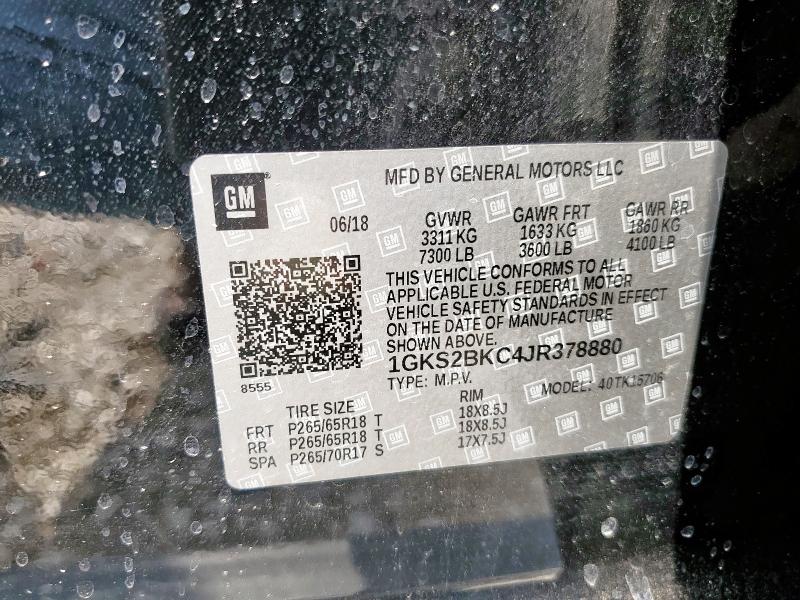 GM
MFD BY GENERAL MOTORS LLC
06/18
GVWR GAWR FRT GAWR RR
3311 KG 1633 KG 1860 KG
7300 LB 3600 LB 4100 LB
THIS VEHICLE CONFORMS TO ALL
APPLICABLE U.S. FEDERAL MOTOR
VEHICLE SAFETY STANDARDS IN EFFECT
ON THE DATE OF MANUFACTURE
SHOWN ABOVE.
1GKS2BKC4JR378880
8555
TYPE: M.P.V. MODEL: 40TK15706
TIRE SIZE RIM
FRT P265/65R18 T 18X8.5J
RR P265/65R18 T 18X8.5J
SPA P265/70R17 S 17X7.5J